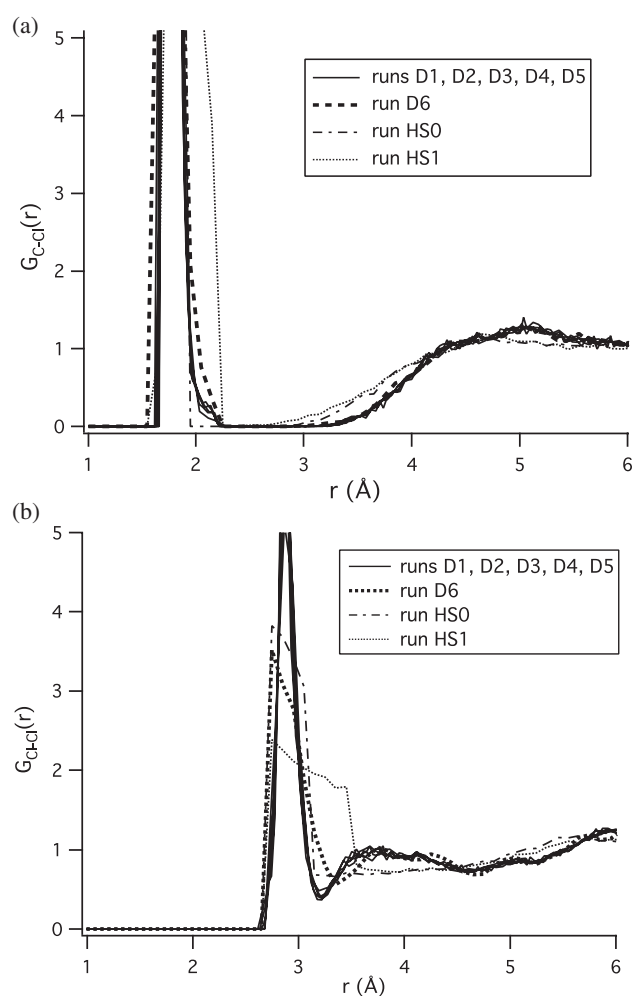 (a)
5
4
3
2
1
0
G_C-Cl(r)
runs D1, D2, D3, D4, D5
run D6
run HS0
run HS1
1 2 3 4 5 6
r (Å)
(b)
5
4
3
2
1
0
G_Cl-Cl(r)
runs D1, D2, D3, D4, D5
run D6
run HS0
run HS1
1 2 3 4 5 6
r (Å)